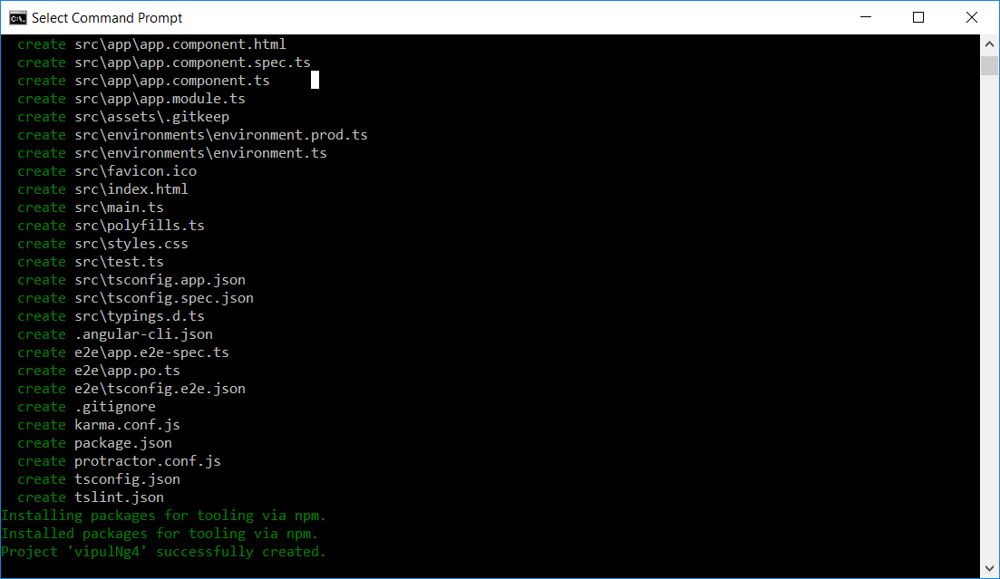 Select Command Prompt
create src\app\app.component.html
create src\app\app.component.spec.ts
create src\app\app.component.ts
create src\app\app.module.ts
create src\assets\.gitkeep
create src\environments\environment.prod.ts
create src\environments\environment.ts
create src\favicon.ico
create src\index.html
create src\main.ts
create src\polyfills.ts
create src\styles.css
create src\test.ts
create src\tsconfig.app.json
create src\tsconfig.spec.json
create src\typings.d.ts
create .angular-cli.json
create e2e\app.e2e-spec.ts
create e2e\app.po.ts
create e2e\tsconfig.e2e.json
create .gitignore
create karma.conf.js
create package.json
create protractor.conf.js
create tsconfig.json
create tslint.json
Installing packages for tooling via npm.
Installed packages for tooling via npm.
Project 'vipulNg4' successfully created.